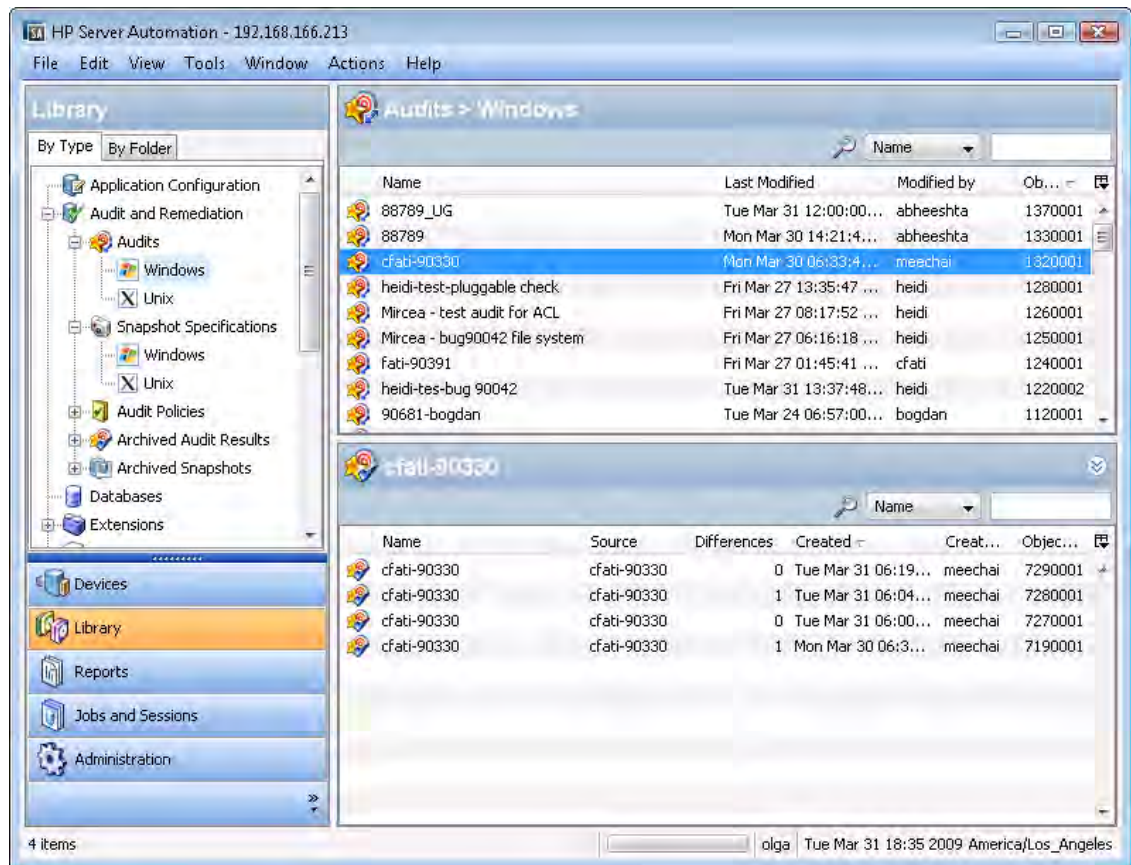 HP Server Automation - 192.168.166.213
File Edit View Tools Window Actions Help
Library
By Type By Folder
Application Configuration
Audit and Remediation
Audits
Windows
Unix
Snapshot Specifications
Windows
Unix
Audit Policies
Archived Audit Results
Archived Snapshots
Databases
Extensions
Devices
Library
Reports
Jobs and Sessions
Administration
Audits > Windows
Name
Name Last Modified Modified by Ob...
88789_UG Tue Mar 31 12:00:00... abheeshta 1370001
88789 Mon Mar 30 14:21:4... abheeshta 1330001
cfati-90330 Mon Mar 30 06:33:4... meechai 1320001
heidi-test-pluggable check Fri Mar 27 13:35:47 ... heidi 1280001
Mircea - test audit for ACL Fri Mar 27 08:17:52 ... heidi 1260001
Mircea - bug90042 file system Fri Mar 27 06:16:18 ... heidi 1250001
fati-90391 Fri Mar 27 01:45:41 ... cfati 1240001
heidi-tes-bug 90042 Tue Mar 31 13:37:48... heidi 1220002
90681-bogdan Tue Mar 24 06:57:00... bogdan 1120001
cfati-90330
Name
Name Source Differences Created Creat... Objec...
cfati-90330 cfati-90330 0 Tue Mar 31 06:19... meechai 7290001
cfati-90330 cfati-90330 1 Tue Mar 31 06:04... meechai 7280001
cfati-90330 cfati-90330 0 Tue Mar 31 06:00... meechai 7270001
cfati-90330 cfati-90330 1 Mon Mar 30 06:3... meechai 7190001
4 items
olga Tue Mar 31 18:35 2009 America/Los_Angeles